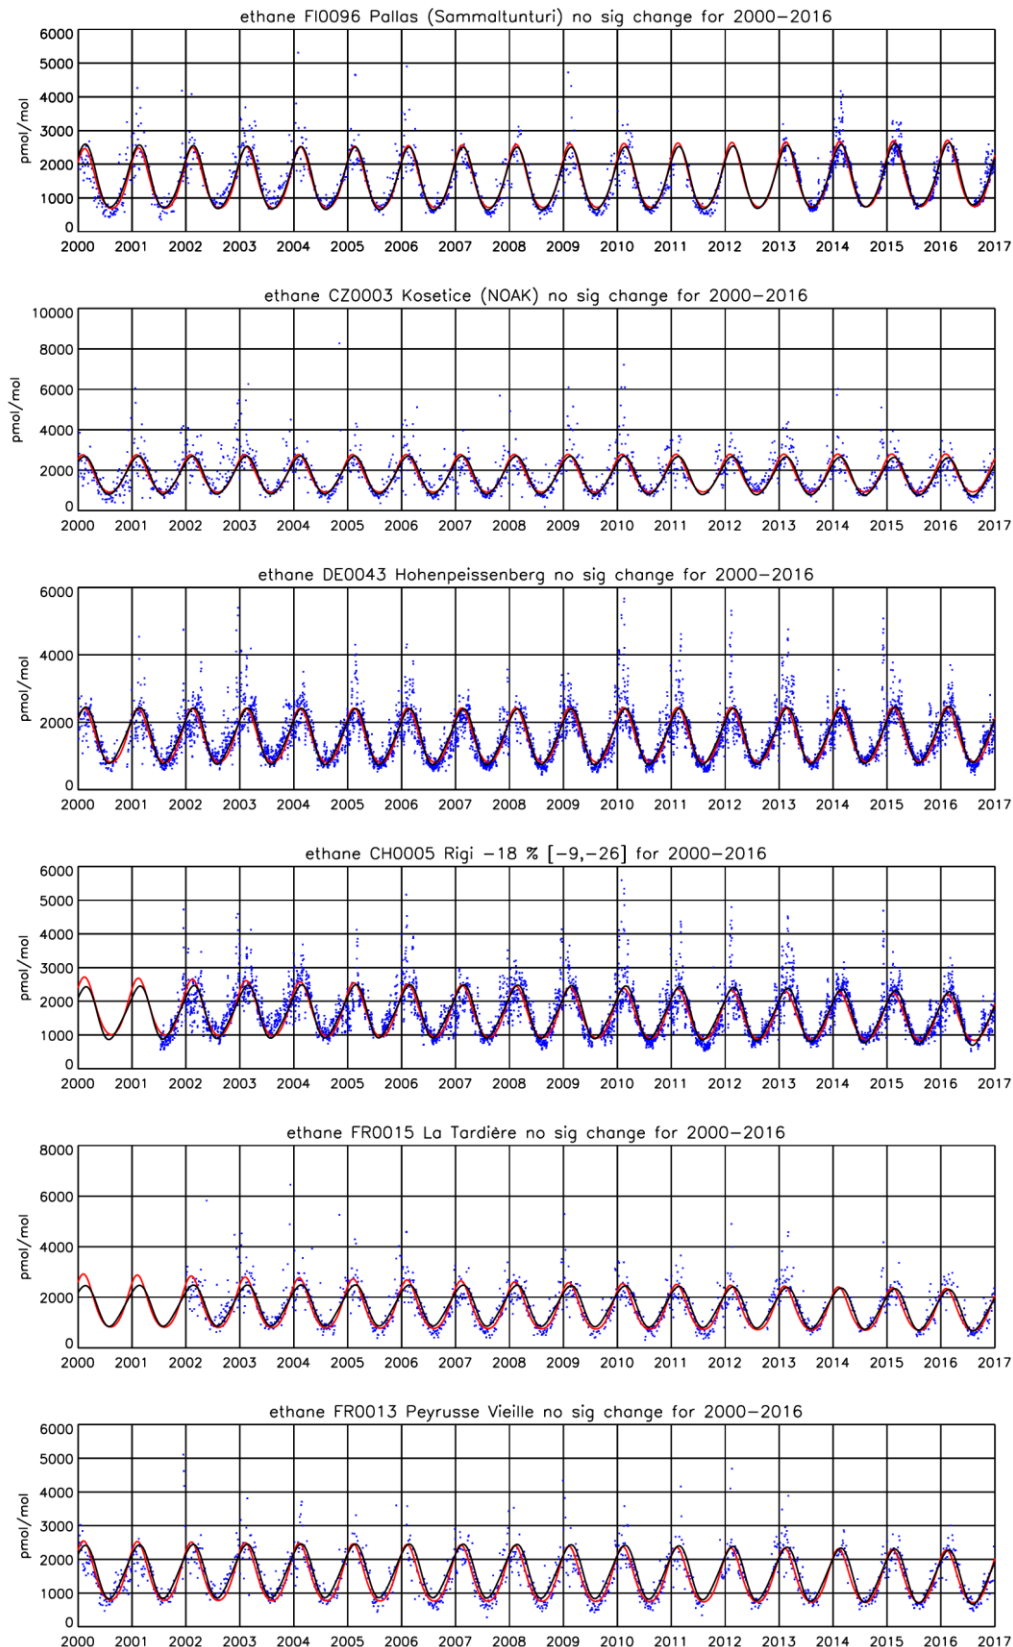 ethane FI0096 Pallas (Sammaltunturi) no sig change for 2000-2016
6000
5000
4000
3000
2000
1000
0
pmol/mol
2000 2001 2002 2003 2004 2005 2006 2007 2008 2009 2010 2011 2012 2013 2014 2015 2016 2017
ethane CZ0003 Kosetice (NOAK) no sig change for 2000-2016
10000
8000
6000
4000
2000
0
pmol/mol
2000 2001 2002 2003 2004 2005 2006 2007 2008 2009 2010 2011 2012 2013 2014 2015 2016 2017
ethane DE0043 Hohenpeissenberg no sig change for 2000-2016
6000
4000
2000
0
pmol/mol
2000 2001 2002 2003 2004 2005 2006 2007 2008 2009 2010 2011 2012 2013 2014 2015 2016 2017
ethane CH0005 Rigi -18 % [-9,-26] for 2000-2016
6000
5000
4000
3000
2000
1000
0
pmol/mol
2000 2001 2002 2003 2004 2005 2006 2007 2008 2009 2010 2011 2012 2013 2014 2015 2016 2017
ethane FR0015 La Tardière no sig change for 2000-2016
8000
6000
4000
2000
0
pmol/mol
2000 2001 2002 2003 2004 2005 2006 2007 2008 2009 2010 2011 2012 2013 2014 2015 2016 2017
ethane FR0013 Peyrusse Vieille no sig change for 2000-2016
6000
5000
4000
3000
2000
1000
0
pmol/mol
2000 2001 2002 2003 2004 2005 2006 2007 2008 2009 2010 2011 2012 2013 2014 2015 2016 2017